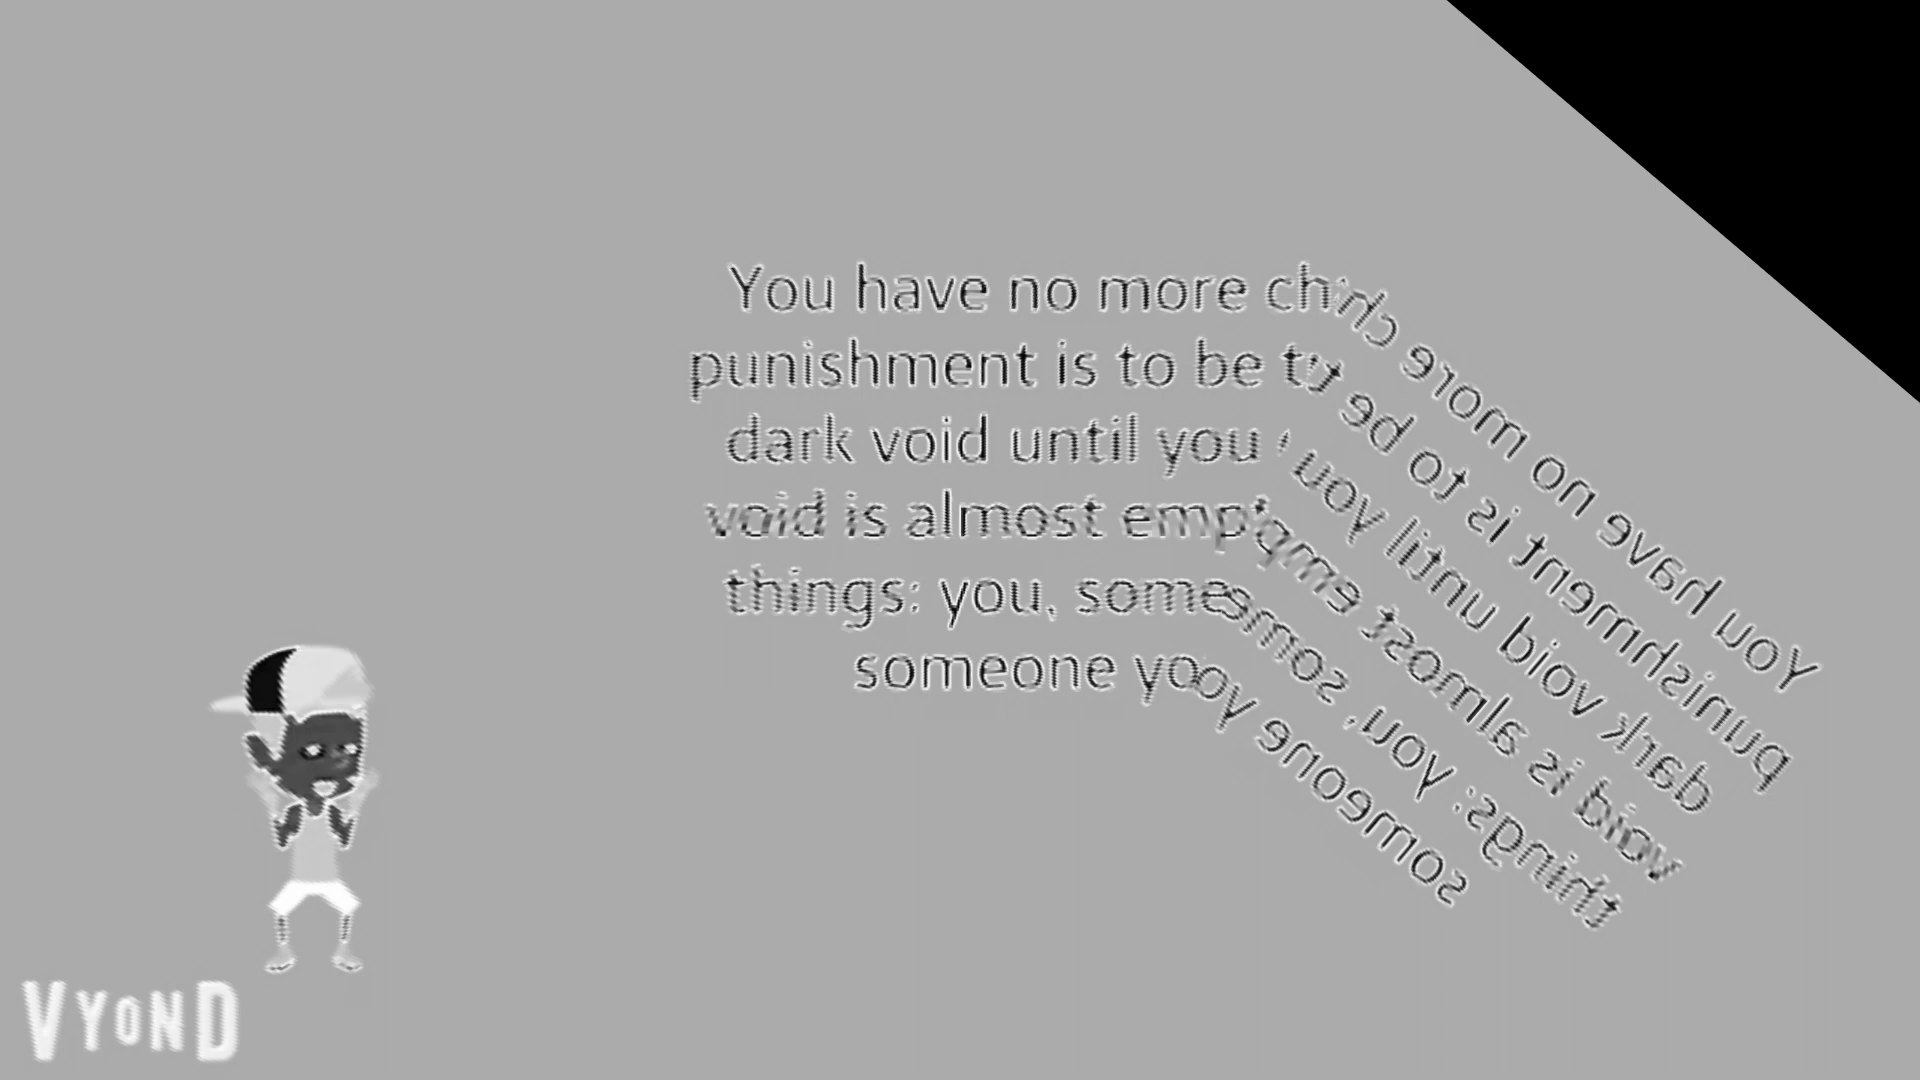 You have no more ch
punishment is to be t
dark void until you
void is almost emp
things: you, some
someone yo
You have no more ch
punishment is to be t
dark void until you
void is almost emp
things: you, some
someone yo
VYOND